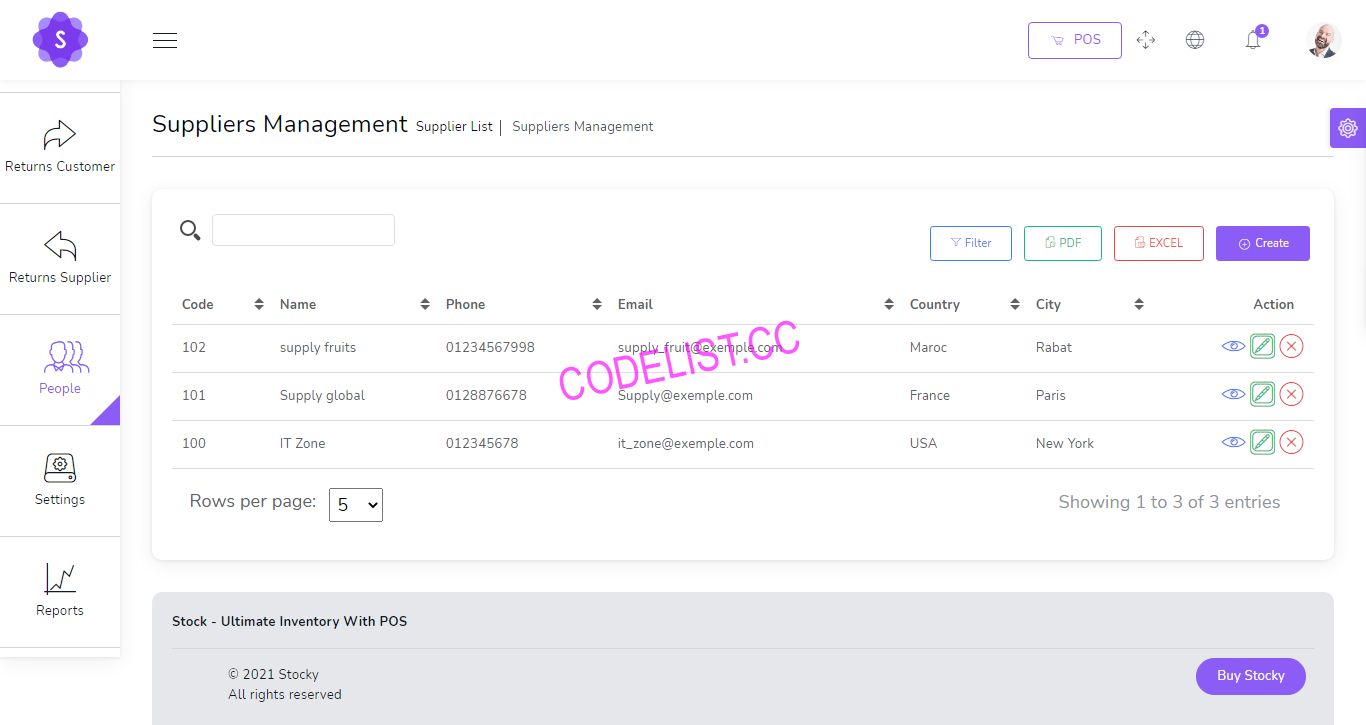 S
POS
1
Returns Customer
Returns Supplier
People
Settings
Reports
Suppliers Management Supplier List | Suppliers Management
Filter PDF EXCEL Create
Code Name Phone Email Country City Action
102 supply fruits 01234567998 supply_fruit@exemple.com Maroc Rabat
101 Supply global 0128876678 Supply@exemple.com France Paris
100 IT Zone 012345678 it_zone@exemple.com USA New York
CODELIST.CC
Rows per page: 5 Showing 1 to 3 of 3 entries
Stock - Ultimate Inventory With POS
© 2021 Stocky
All rights reserved
Buy Stocky